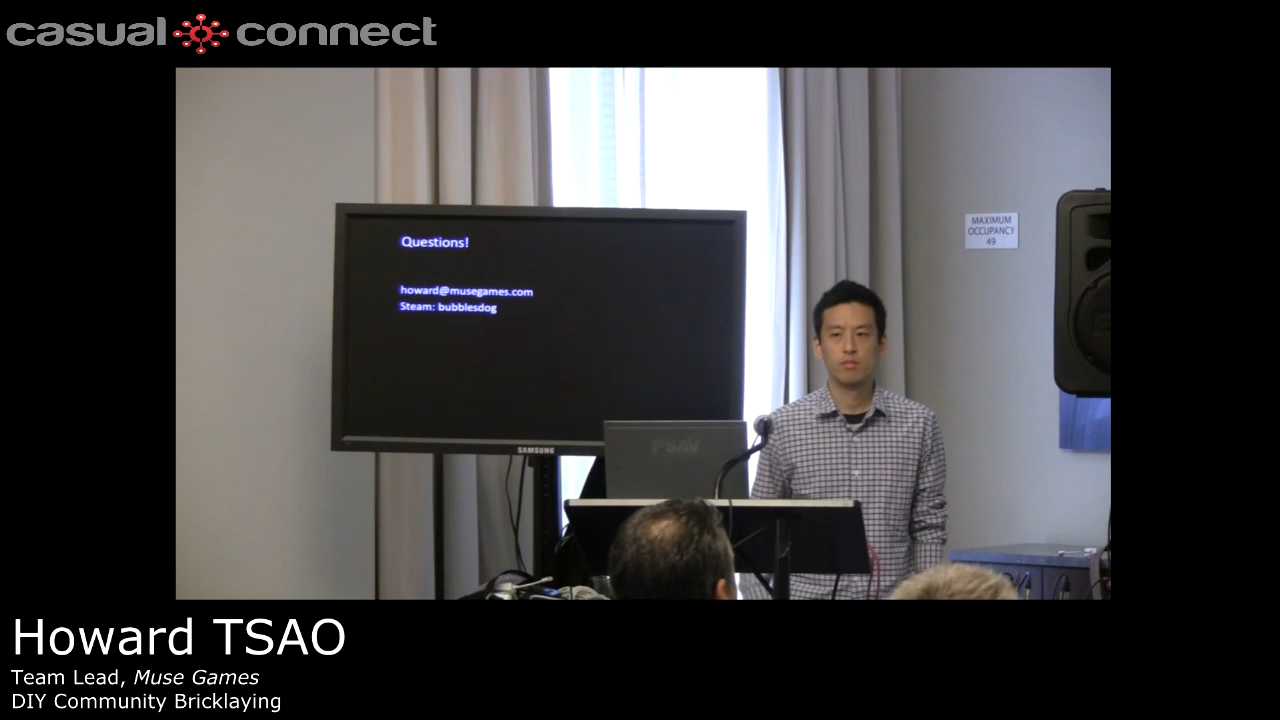 casual connect
Questions!
howard@musegames.com
Steam: bubblesdog
MAXIMUM
OCCUPANCY
49
SAMSUNG
Howard TSAO
Team Lead, Muse Games
DIY Community Bricklaying